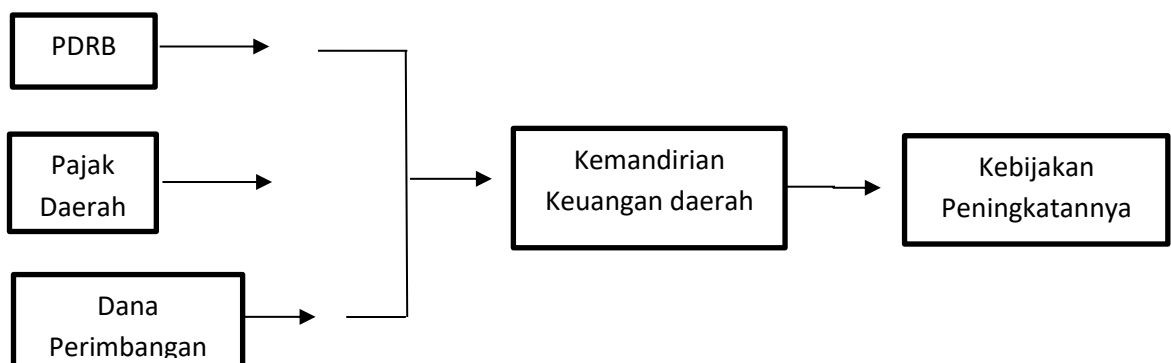 PDRB
Pajak
Daerah
Dana
Perimbangan
Kemandirian
Keuangan daerah
Kebijakan
Peningkatannya